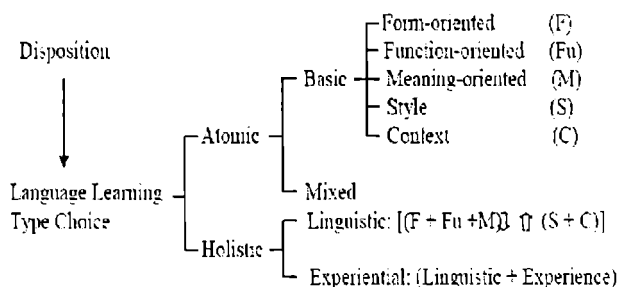 Form-oriented (F)
Disposition Function-oriented (Fu)
Basic Meaning-oriented (M)
Style (S)
Atomic Context (C)
Language Learning Mixed
Type Choice Linguistic: [(F + Fu +M)⇓ ⇑ (S + C)]
Holistic
Experiential: (Linguistic + Experience)